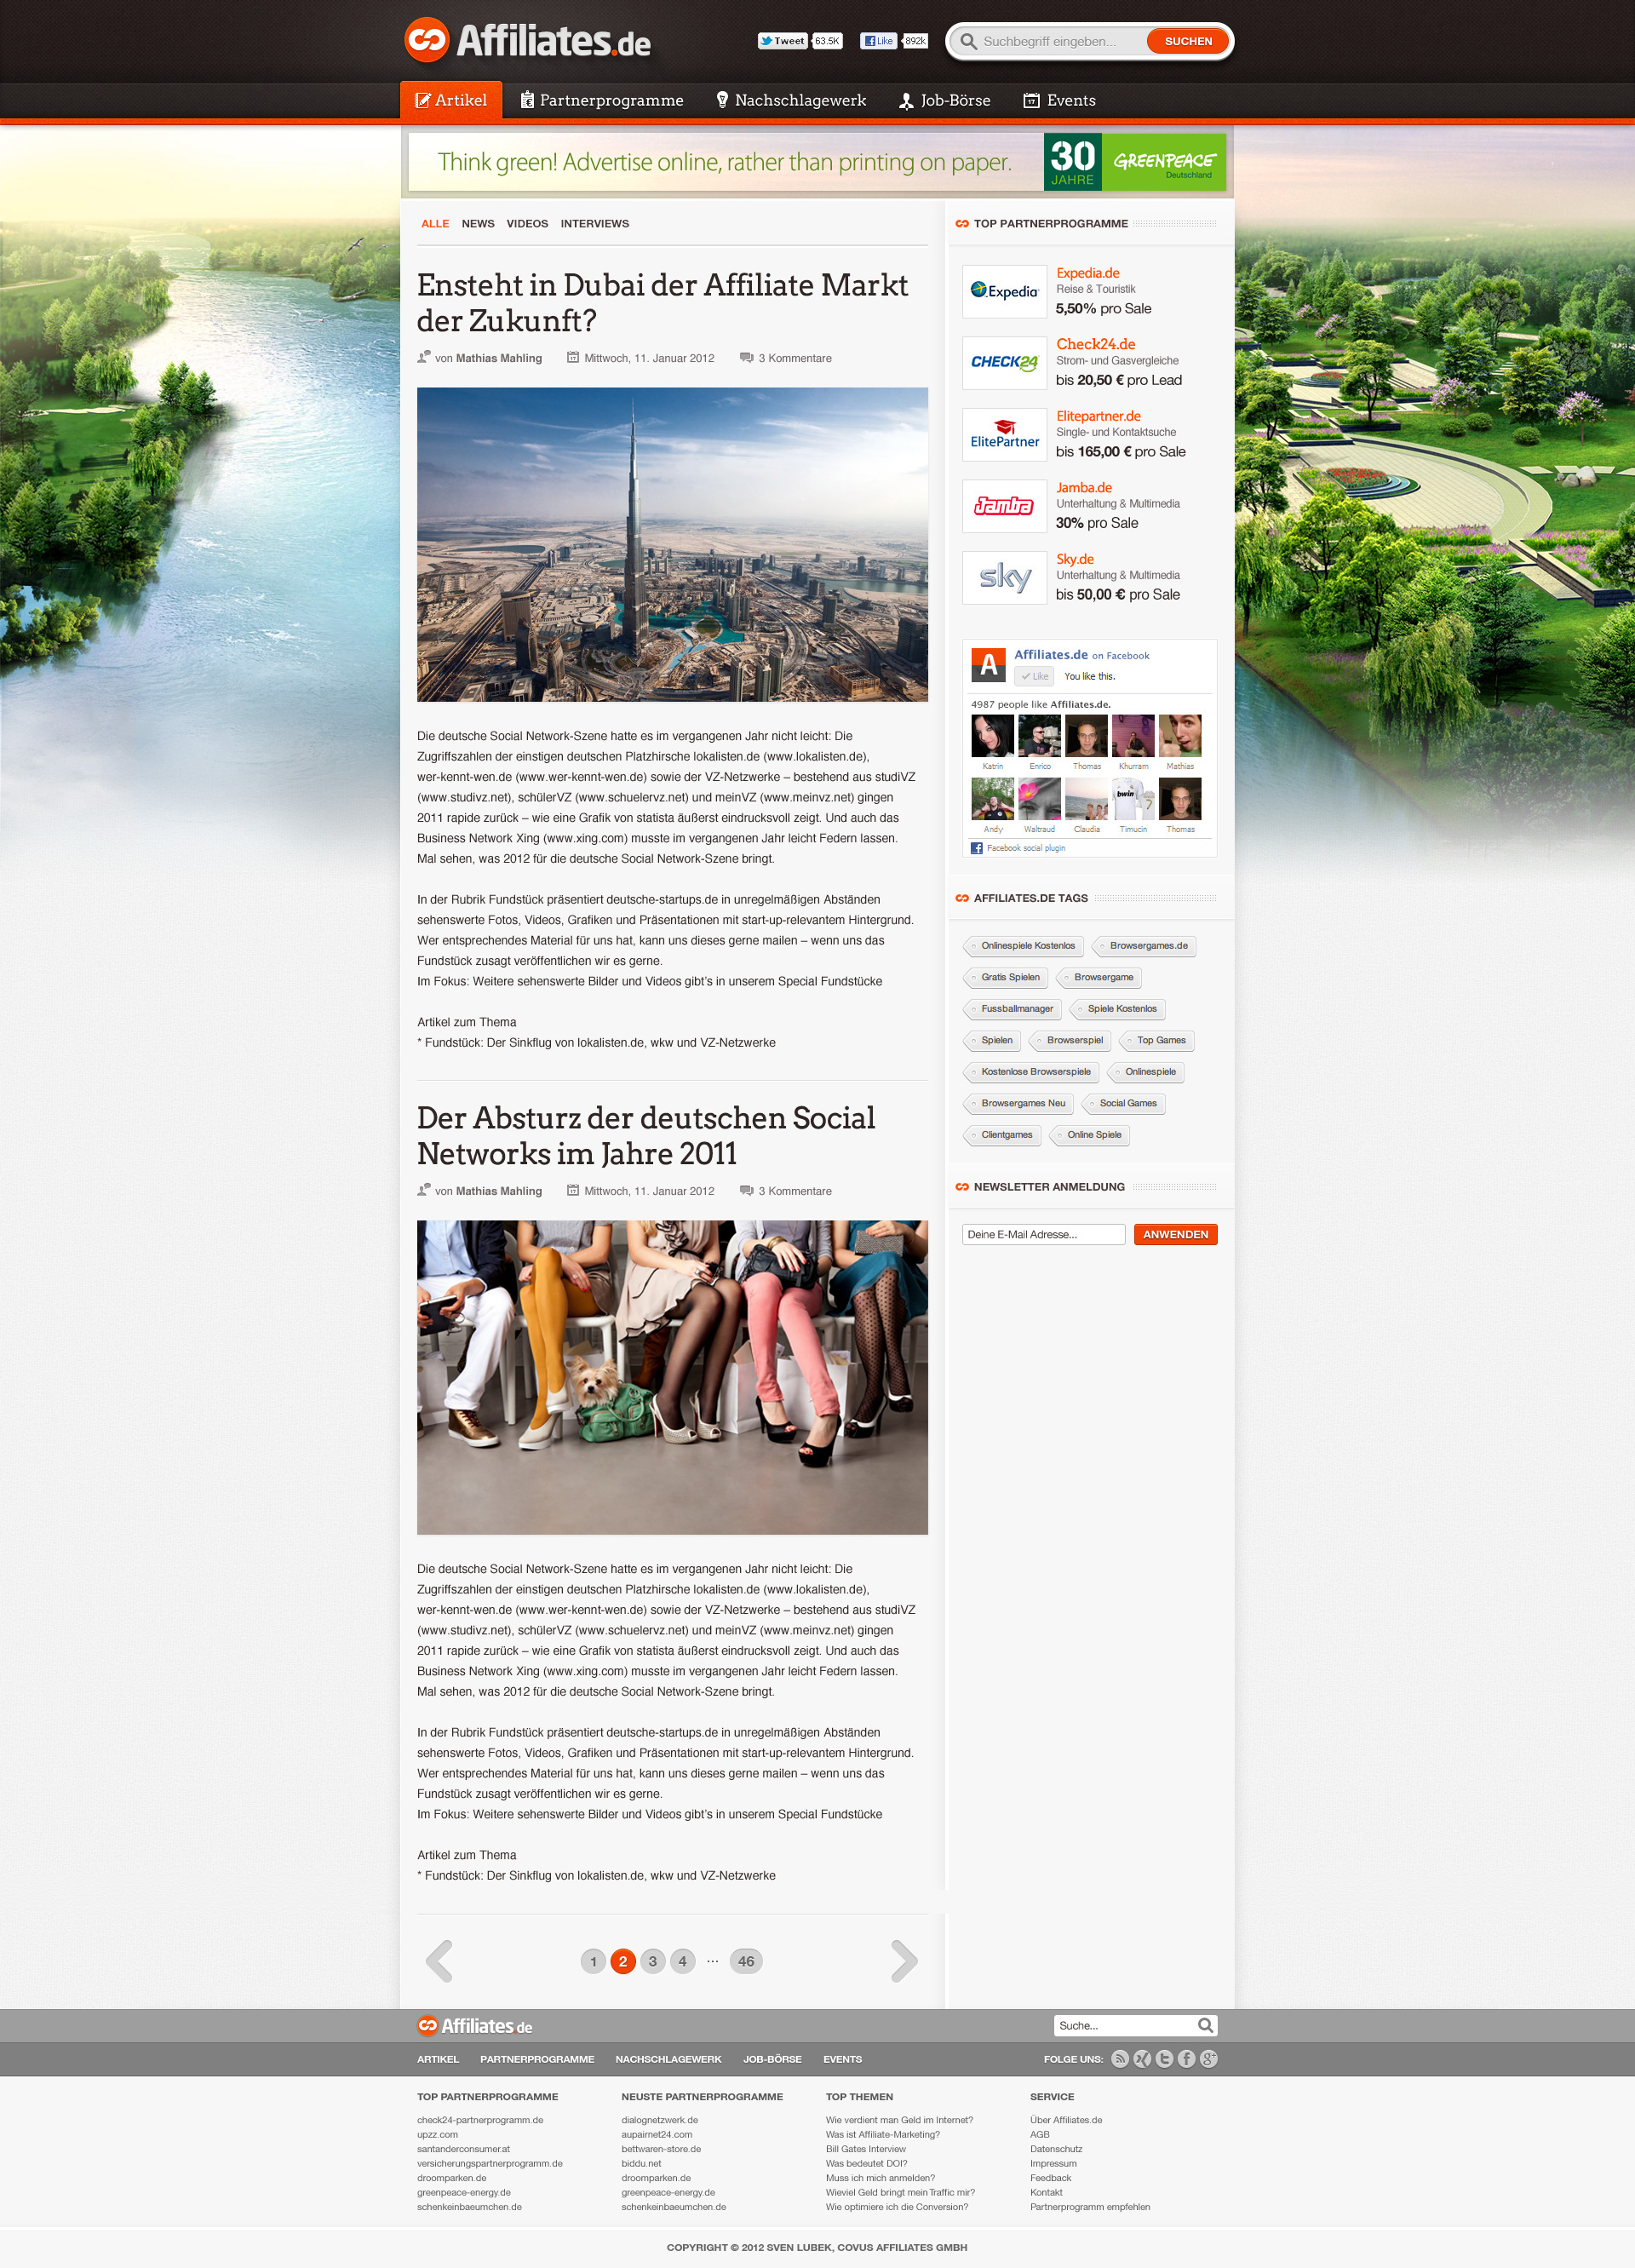 Affiliates.de
Tweet 63.5K Like 892k
Suchbegriff eingeben... SUCHEN
Artikel Partnerprogramme Nachschlagewerk Job-Börse Events
Think green! Advertise online, rather than printing on paper.
30 JAHRE
GREENPEACE
Deutschland
ALLE NEWS VIDEOS INTERVIEWS
Ensteht in Dubai der Affiliate Markt
der Zukunft?
von Mathias Mahling Mittwoch, 11. Januar 2012 3 Kommentare
Die deutsche Social Network-Szene hatte es im vergangenen Jahr nicht leicht: Die
Zugriffszahlen der einstigen deutschen Platzhirsche lokalisten.de (www.lokalisten.de),
wer-kennt-wen.de (www.wer-kennt-wen.de) sowie der VZ-Netzwerke – bestehend aus studiVZ
(www.studivz.net), schülerVZ (www.schuelervz.net) und meinVZ (www.meinvz.net) gingen
2011 rapide zurück – wie eine Grafik von statista äußerst eindrucksvoll zeigt. Und auch das
Business Network Xing (www.xing.com) musste im vergangenen Jahr leicht Federn lassen.
Mal sehen, was 2012 für die deutsche Social Network-Szene bringt.
In der Rubrik Fundstück präsentiert deutsche-startups.de in unregelmäßigen Abständen
sehenswerte Fotos, Videos, Grafiken und Präsentationen mit start-up-relevantem Hintergrund.
Wer entsprechendes Material für uns hat, kann uns dieses gerne mailen – wenn uns das
Fundstück zusagt veröffentlichen wir es gerne.
Im Fokus: Weitere sehenswerte Bilder und Videos gibt's in unserem Special Fundstücke
Artikel zum Thema
* Fundstück: Der Sinkflug von lokalisten.de, wkw und VZ-Netzwerke
Der Absturz der deutschen Social
Networks im Jahre 2011
von Mathias Mahling Mittwoch, 11. Januar 2012 3 Kommentare
Die deutsche Social Network-Szene hatte es im vergangenen Jahr nicht leicht: Die
Zugriffszahlen der einstigen deutschen Platzhirsche lokalisten.de (www.lokalisten.de),
wer-kennt-wen.de (www.wer-kennt-wen.de) sowie der VZ-Netzwerke – bestehend aus studiVZ
(www.studivz.net), schülerVZ (www.schuelervz.net) und meinVZ (www.meinvz.net) gingen
2011 rapide zurück – wie eine Grafik von statista äußerst eindrucksvoll zeigt. Und auch das
Business Network Xing (www.xing.com) musste im vergangenen Jahr leicht Federn lassen.
Mal sehen, was 2012 für die deutsche Social Network-Szene bringt.
In der Rubrik Fundstück präsentiert deutsche-startups.de in unregelmäßigen Abständen
sehenswerte Fotos, Videos, Grafiken und Präsentationen mit start-up-relevantem Hintergrund.
Wer entsprechendes Material für uns hat, kann uns dieses gerne mailen – wenn uns das
Fundstück zusagt veröffentlichen wir es gerne.
Im Fokus: Weitere sehenswerte Bilder und Videos gibt's in unserem Special Fundstücke
Artikel zum Thema
* Fundstück: Der Sinkflug von lokalisten.de, wkw und VZ-Netzwerke
1 2 3 4 ... 46
TOP PARTNERPROGRAMME
Expedia
Expedia.de
Reise & Touristik
5,50% pro Sale
CHECK24
Check24.de
Strom- und Gasvergleiche
bis 20,50 € pro Lead
ElitePartner
Elitepartner.de
Single- und Kontaktsuche
bis 165,00 € pro Sale
Jamba
Jamba.de
Unterhaltung & Multimedia
30% pro Sale
sky
Sky.de
Unterhaltung & Multimedia
bis 50,00 € pro Sale
A
Affiliates.de on Facebook
Like You like this.
4987 people like Affiliates.de.
Katrin Enrico Thomas Khurram Mathias
bwin 7
Andy Waltraud Claudia Timucin Thomas
Facebook social plugin
AFFILIATES.DE TAGS
Onlinespiele Kostenlos Browsergames.de
Gratis Spielen Browsergame
Fussballmanager Spiele Kostenlos
Spielen Browserspiel Top Games
Kostenlose Browserspiele Onlinespiele
Browsergames Neu Social Games
Clientgames Online Spiele
NEWSLETTER ANMELDUNG
Deine E-Mail Adresse... ANWENDEN
Affiliates.de
Suche...
ARTIKEL PARTNERPROGRAMME NACHSCHLAGEWERK JOB-BÖRSE EVENTS
FOLGE UNS:
TOP PARTNERPROGRAMME
check24-partnerprogramm.de
upzz.com
santanderconsumer.at
versicherungspartnerprogramm.de
droomparken.de
greenpeace-energy.de
schenkeinbaeumchen.de
NEUSTE PARTNERPROGRAMME
dialognetzwerk.de
aupairnet24.com
bettwaren-store.de
biddu.net
droomparken.de
greenpeace-energy.de
schenkeinbaeumchen.de
TOP THEMEN
Wie verdient man Geld im Internet?
Was ist Affiliate-Marketing?
Bill Gates Interview
Was bedeutet DOI?
Muss ich mich anmelden?
Wieviel Geld bringt mein Traffic mir?
Wie optimiere ich die Conversion?
SERVICE
Über Affiliates.de
AGB
Datenschutz
Impressum
Feedback
Kontakt
Partnerprogramm empfehlen
COPYRIGHT © 2012 SVEN LUBEK, COVUS AFFILIATES GMBH